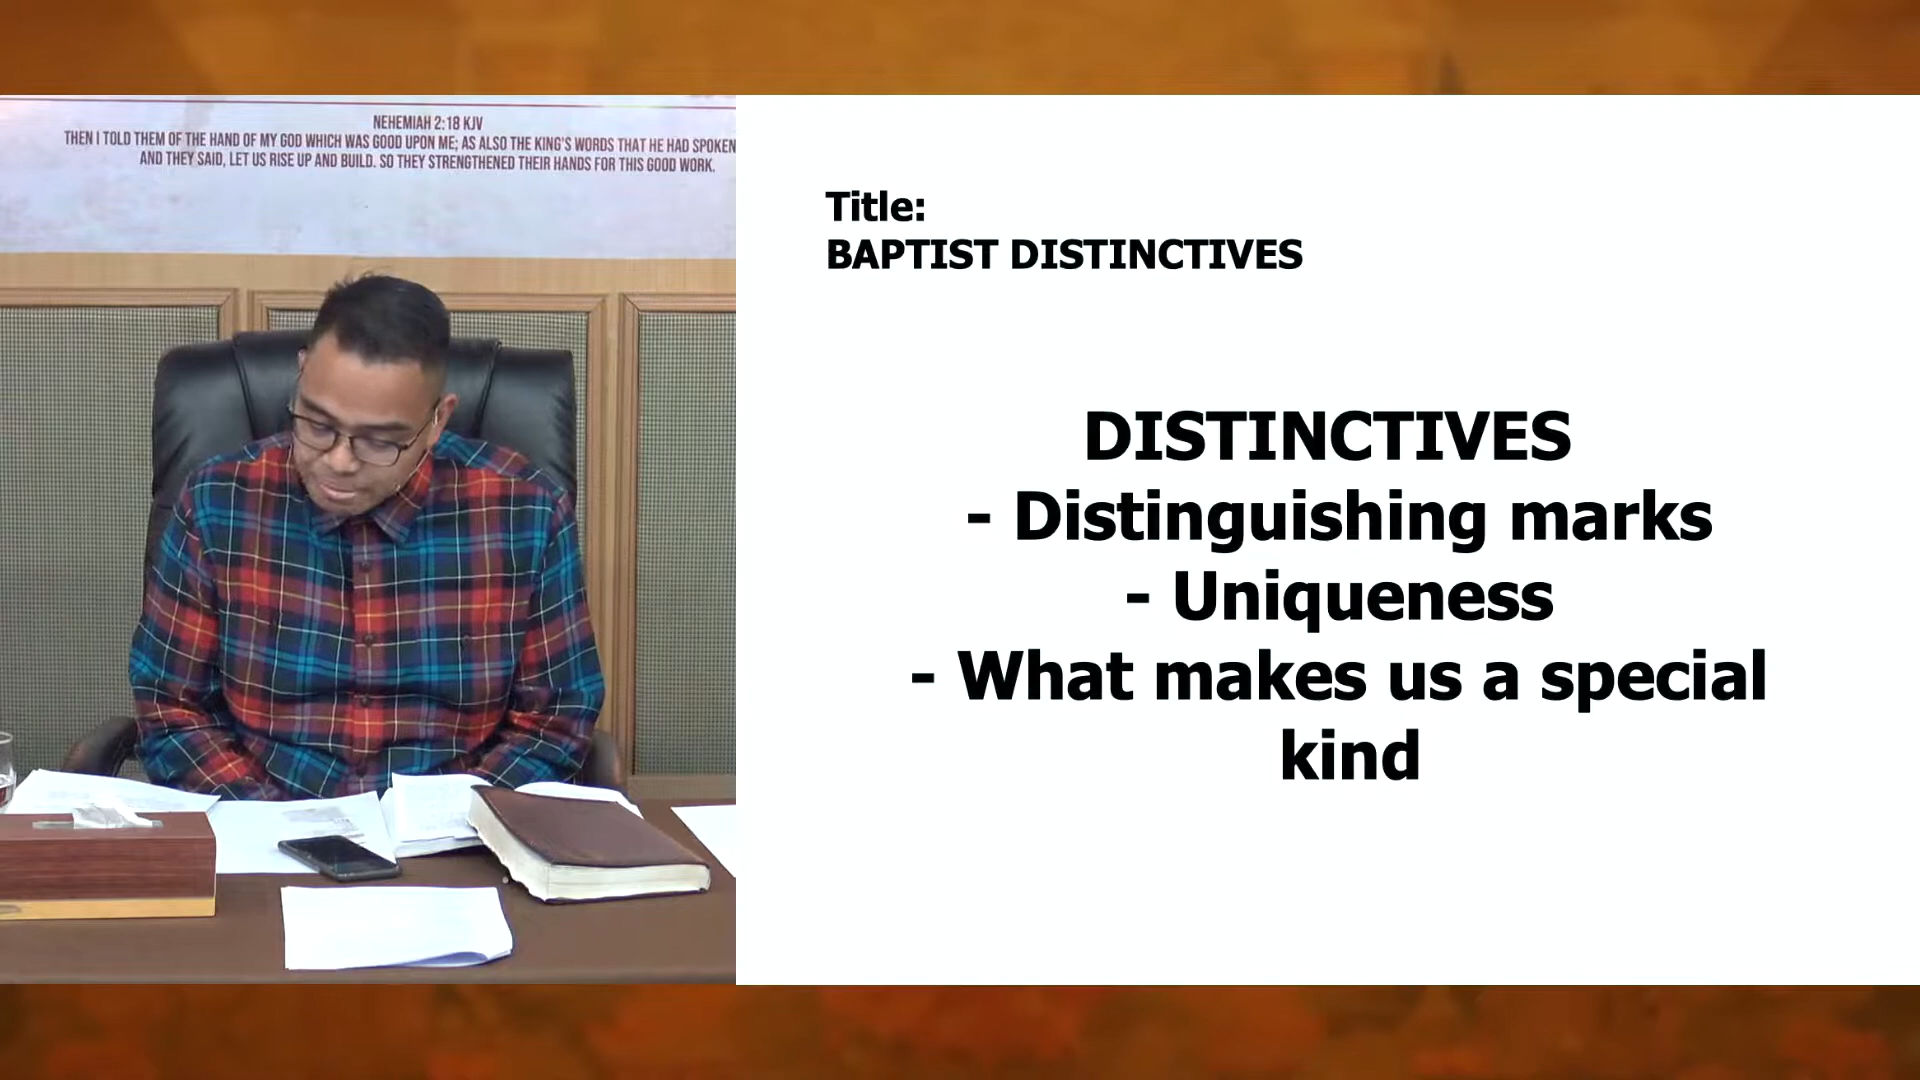 NEHEMIAH 2:18 KJV
THEN I TOLD THEM OF THE HAND OF MY GOD WHICH WAS GOOD UPON ME; AS ALSO THE KING'S WORDS THAT HE HAD SPOKEN
AND THEY SAID, LET US RISE UP AND BUILD. SO THEY STRENGTHENED THEIR HANDS FOR THIS GOOD WORK.
Title:
BAPTIST DISTINCTIVES
DISTINCTIVES
- Distinguishing marks
- Uniqueness
- What makes us a special
kind